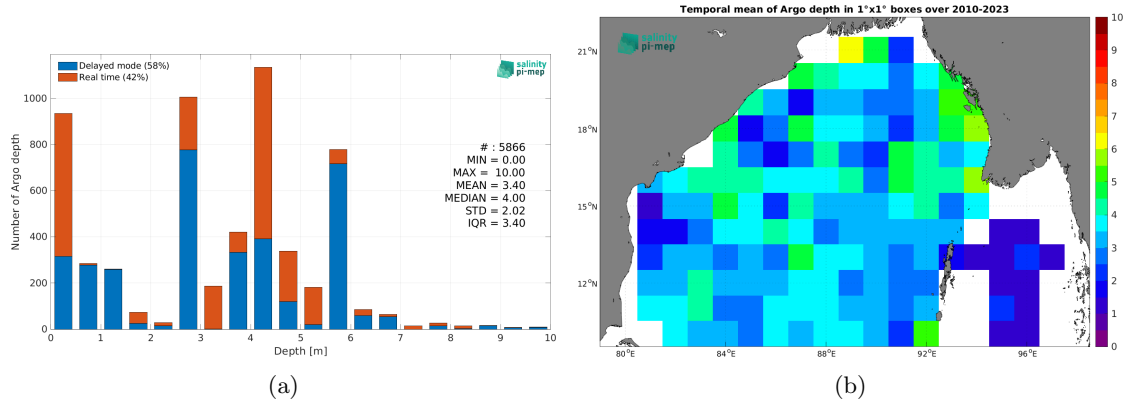 Delayed mode (58%)
Real time (42%)
salinity
pi-mep
Number of Argo depth
1000
800
600
400
200
0
# : 5866
MIN = 0.00
MAX = 10.00
MEAN = 3.40
MEDIAN = 4.00
STD = 2.02
IQR = 3.40
0 1 2 3 4 5 6 7 8 9 10
Depth [m]
(a)
Temporal mean of Argo depth in 1°x1° boxes over 2010-2023
salinity
pi-mep
21°N
18°N
15°N
12°N
80°E 84°E 88°E 92°E 96°E
10
9
8
7
6
5
4
3
2
1
0
(b)